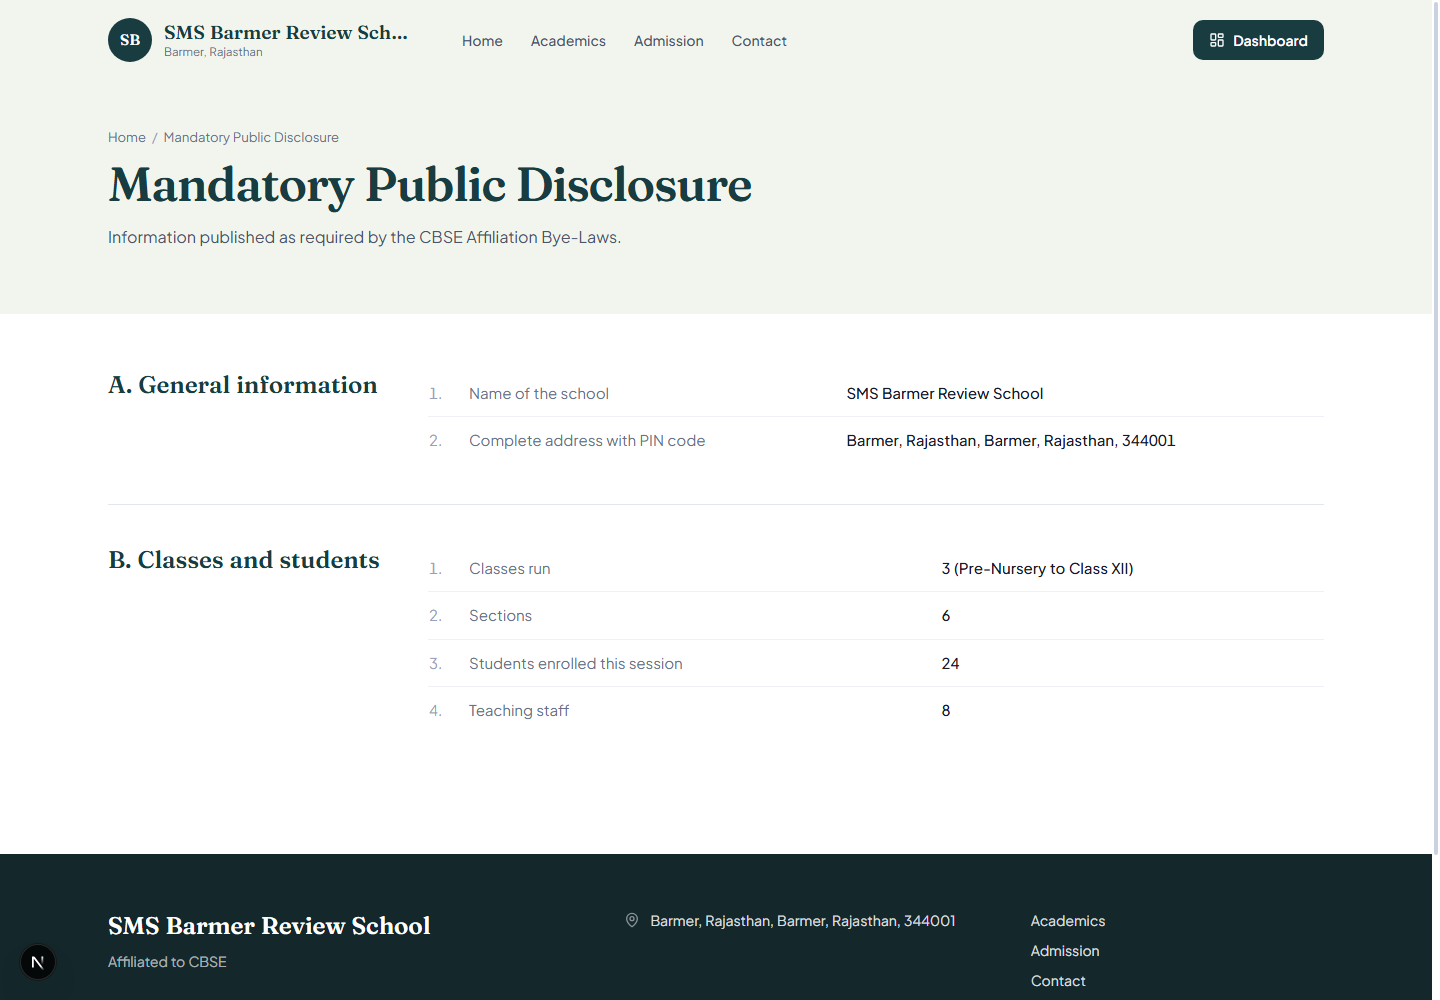 SB
SMS Barmer Review Sch...
Barmer, Rajasthan
Home
Academics
Admission
Contact
Dashboard
Home / Mandatory Public Disclosure
Mandatory Public Disclosure
Information published as required by the CBSE Affiliation Bye-Laws.
A. General information
1. Name of the school SMS Barmer Review School
2. Complete address with PIN code Barmer, Rajasthan, Barmer, Rajasthan, 344001
B. Classes and students
1. Classes run 3 (Pre-Nursery to Class XII)
2. Sections 6
3. Students enrolled this session 24
4. Teaching staff 8
SMS Barmer Review School
Affiliated to CBSE
Barmer, Rajasthan, Barmer, Rajasthan, 344001
Academics
Admission
Contact
N